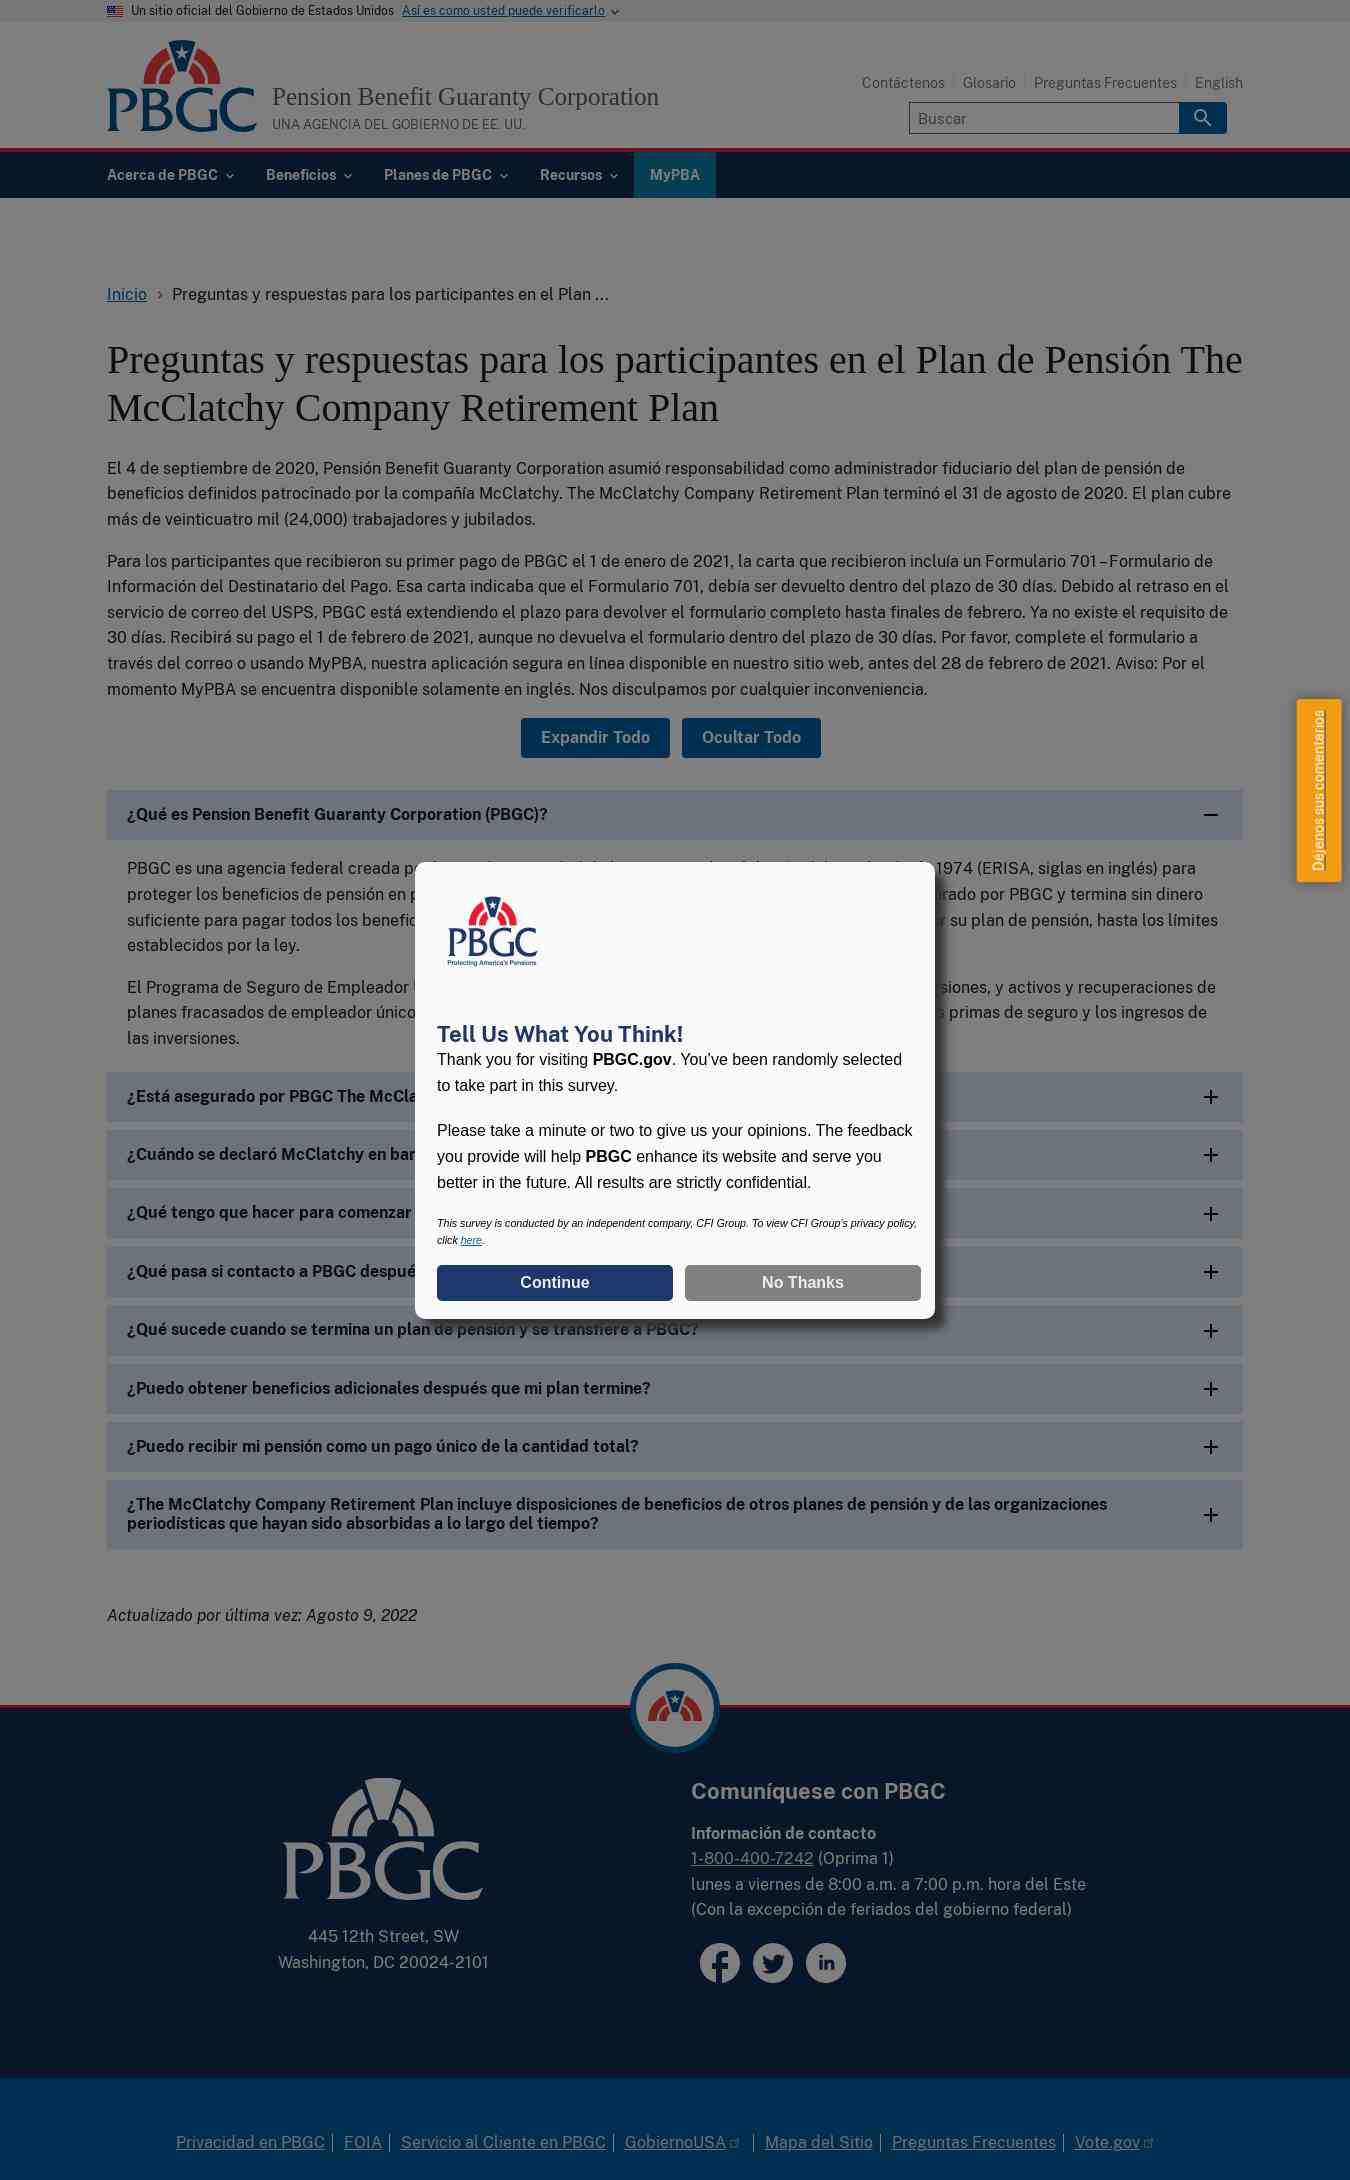 Un sitio oficial del Gobierno de Estados Unidos Así es como usted puede verificarlo
PBGC
Pension Benefit Guaranty Corporation
UNA AGENCIA DEL GOBIERNO DE EE. UU.
Contáctenos Glosario Preguntas Frecuentes English
Buscar
Acerca de PBGC Beneficios Planes de PBGC Recursos MyPBA
Inicio > Preguntas y respuestas para los participantes en el Plan ...
Preguntas y respuestas para los participantes en el Plan de Pensión The
McClatchy Company Retirement Plan
El 4 de septiembre de 2020, Pensión Benefit Guaranty Corporation asumió responsabilidad como administrador fiduciario del plan de pensión de
beneficios definidos patrocinado por la compañía McClatchy. The McClatchy Company Retirement Plan terminó el 31 de agosto de 2020. El plan cubre
más de veinticuatro mil (24,000) trabajadores y jubilados.
Para los participantes que recibieron su primer pago de PBGC el 1 de enero de 2021, la carta que recibieron incluía un Formulario 701 – Formulario de
Información del Destinatario del Pago. Esa carta indicaba que el Formulario 701, debía ser devuelto dentro del plazo de 30 días. Debido al retraso en el
servicio de correo del USPS, PBGC está extendiendo el plazo para devolver el formulario completo hasta finales de febrero. Ya no existe el requisito de
30 días. Recibirá su pago el 1 de febrero de 2021, aunque no devuelva el formulario dentro del plazo de 30 días. Por favor, complete el formulario a
través del correo o usando MyPBA, nuestra aplicación segura en línea disponible en nuestro sitio web, antes del 28 de febrero de 2021. Aviso: Por el
momento MyPBA se encuentra disponible solamente en inglés. Nos disculpamos por cualquier inconveniencia.
Expandir Todo Ocultar Todo
Déjenos sus comentarios
¿Qué es Pension Benefit Guaranty Corporation (PBGC)?
PBGC es una agencia federal creada 1974 (ERISA, siglas en inglés) para
proteger los beneficios de pensión en por PBGC y termina sin dinero
suficiente para pagar todos los su plan de pensión, hasta los límites
establecidos por la ley.
El Programa de Seguro de Empleador y activos y recuperaciones de
planes fracasados de empleador único primas de seguro y los ingresos de
las inversiones.
PBGC
Protecting America's Pensions
Tell Us What You Think!
Thank you for visiting PBGC.gov. You've been randomly selected
to take part in this survey.
Please take a minute or two to give us your opinions. The feedback
you provide will help PBGC enhance its website and serve you
better in the future. All results are strictly confidential.
This survey is conducted by an independent company, CFI Group. To view CFI Group's privacy policy,
click here.
Continue No Thanks
¿Está asegurado por PBGC The
¿Cuándo se declaró McClatchy en
¿Qué tengo que hacer para comenzar
¿Qué pasa si contacto a PBGC
¿Qué sucede cuando se termina un plan de pensión y se transfiere a PBGC?
¿Puedo obtener beneficios adicionales después que mi plan termine?
¿Puedo recibir mi pensión como un pago único de la cantidad total?
¿The McClatchy Company Retirement Plan incluye disposiciones de beneficios de otros planes de pensión y de las organizaciones
periodísticas que hayan sido absorbidas a lo largo del tiempo?
Actualizado por última vez: Agosto 9, 2022
PBGC
445 12th Street, SW
Washington, DC 20024-2101
Comuníquese con PBGC
Información de contacto
1-800-400-7242 (Oprima 1)
lunes a viernes de 8:00 a.m. a 7:00 p.m. hora del Este
(Con la excepción de feriados del gobierno federal)
Privacidad en PBGC FOIA Servicio al Cliente en PBGC GobiernoUSA Mapa del Sitio Preguntas Frecuentes Vote.gov